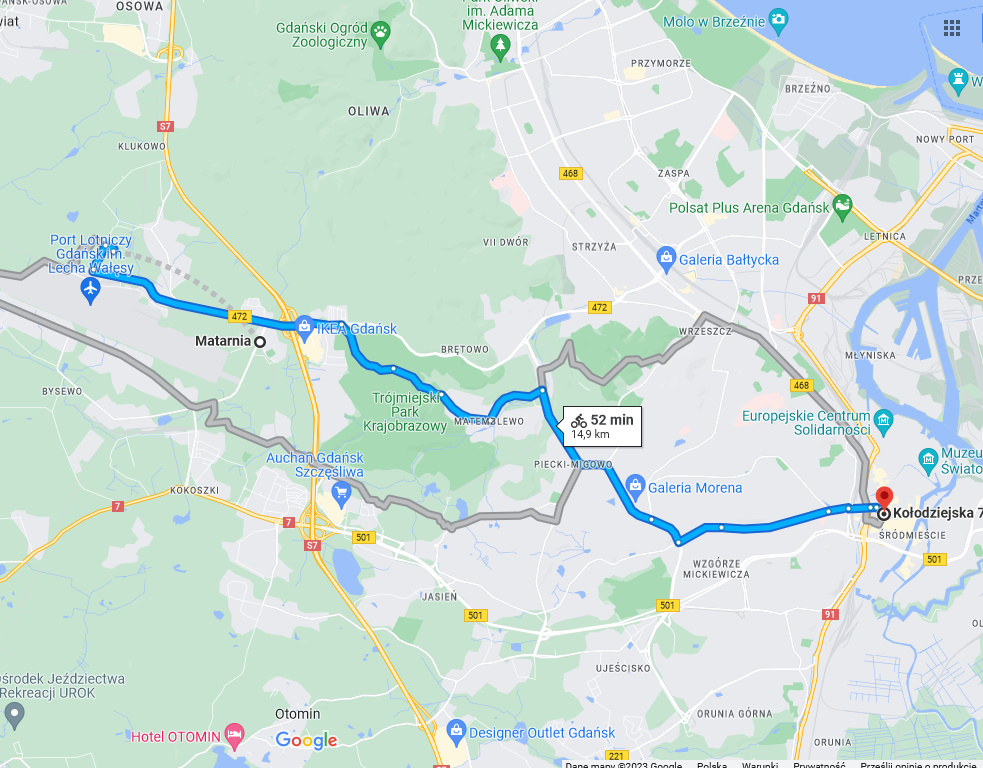 OSOWA
Park Oliwski
im. Adama
Mickiewicza
Gdański Ogród
Zoologiczny
Molo w Brzeźnie
PRZYMORZE
BRZEŹNO
OLIWA
S7
KLUKOWO
NOWY PORT
468
ZASPA
Polsat Plus Arena Gdańsk
LETNICA
VII DWÓR
STRZYŻA
Port Lotniczy
Gdańsk im.
Lecha Wałęsy
Galeria Bałtycka
91
472
472
IKEA Gdańsk
WRZESZCZ
Matarnia
BRĘTOWO
MŁYNISKA
BYSEWO
468
Trójmiejski
Park
Krajobrazowy
MATEMBLEWO
52 min
14,9 km
Europejskie Centrum
Solidarności
PIECKI-MIGOWO
Auchan Gdańsk
Szczęśliwa
KOKOSZKI
Galeria Morena
7
7
Kołodziejska 7
501
S7
ŚRÓDMIEŚCIE
501
WZGÓRZE
MICKIEWICZA
JASIEŃ
501
501
91
UJEŚCISKO
Ośrodek Jeździectwa
Rekreacji UROK
Otomin
ORUNIA GÓRNA
Hotel OTOMIN
Google
Designer Outlet Gdańsk
ORUNIA
221
Dane mapy ©2023 Google
Polska
Warunki
Prywatność
Prześlij opinię o produkcie